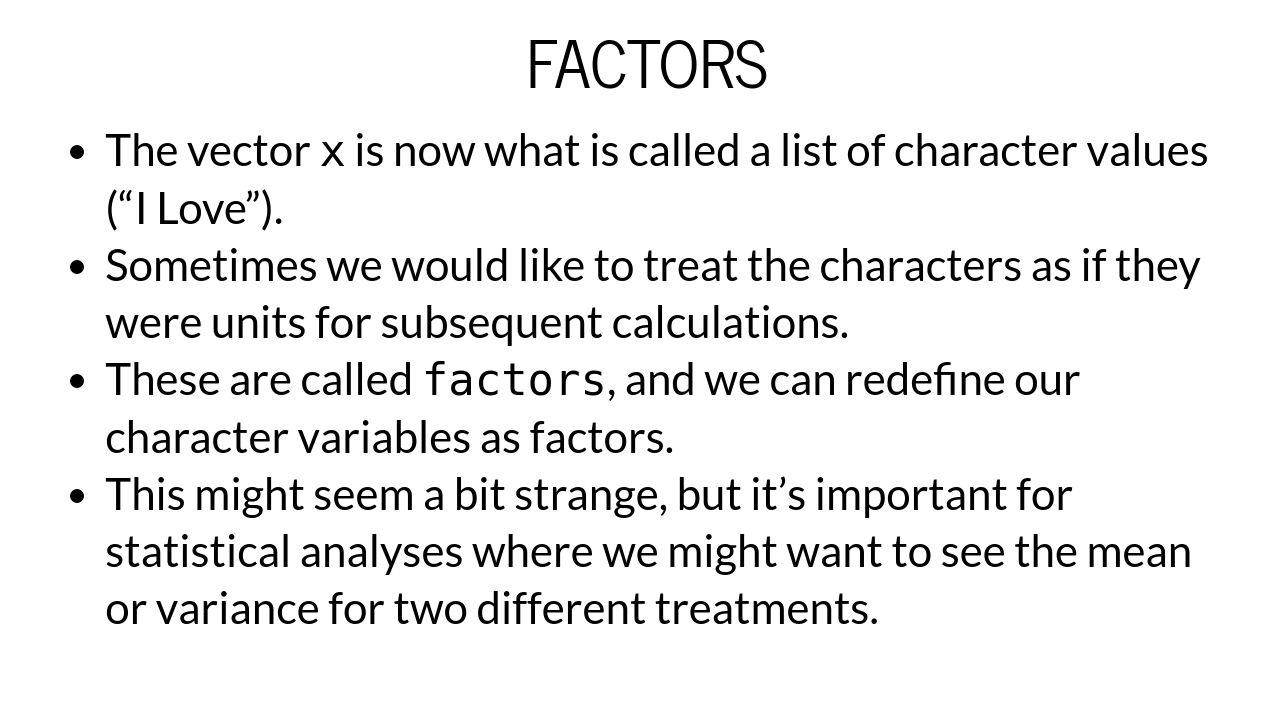 FACTORS
• The vector x is now what is called a list of character values
(“I Love”).
• Sometimes we would like to treat the characters as if they
were units for subsequent calculations.
• These are called factors, and we can redefine our
character variables as factors.
• This might seem a bit strange, but it’s important for
statistical analyses where we might want to see the mean
or variance for two different treatments.